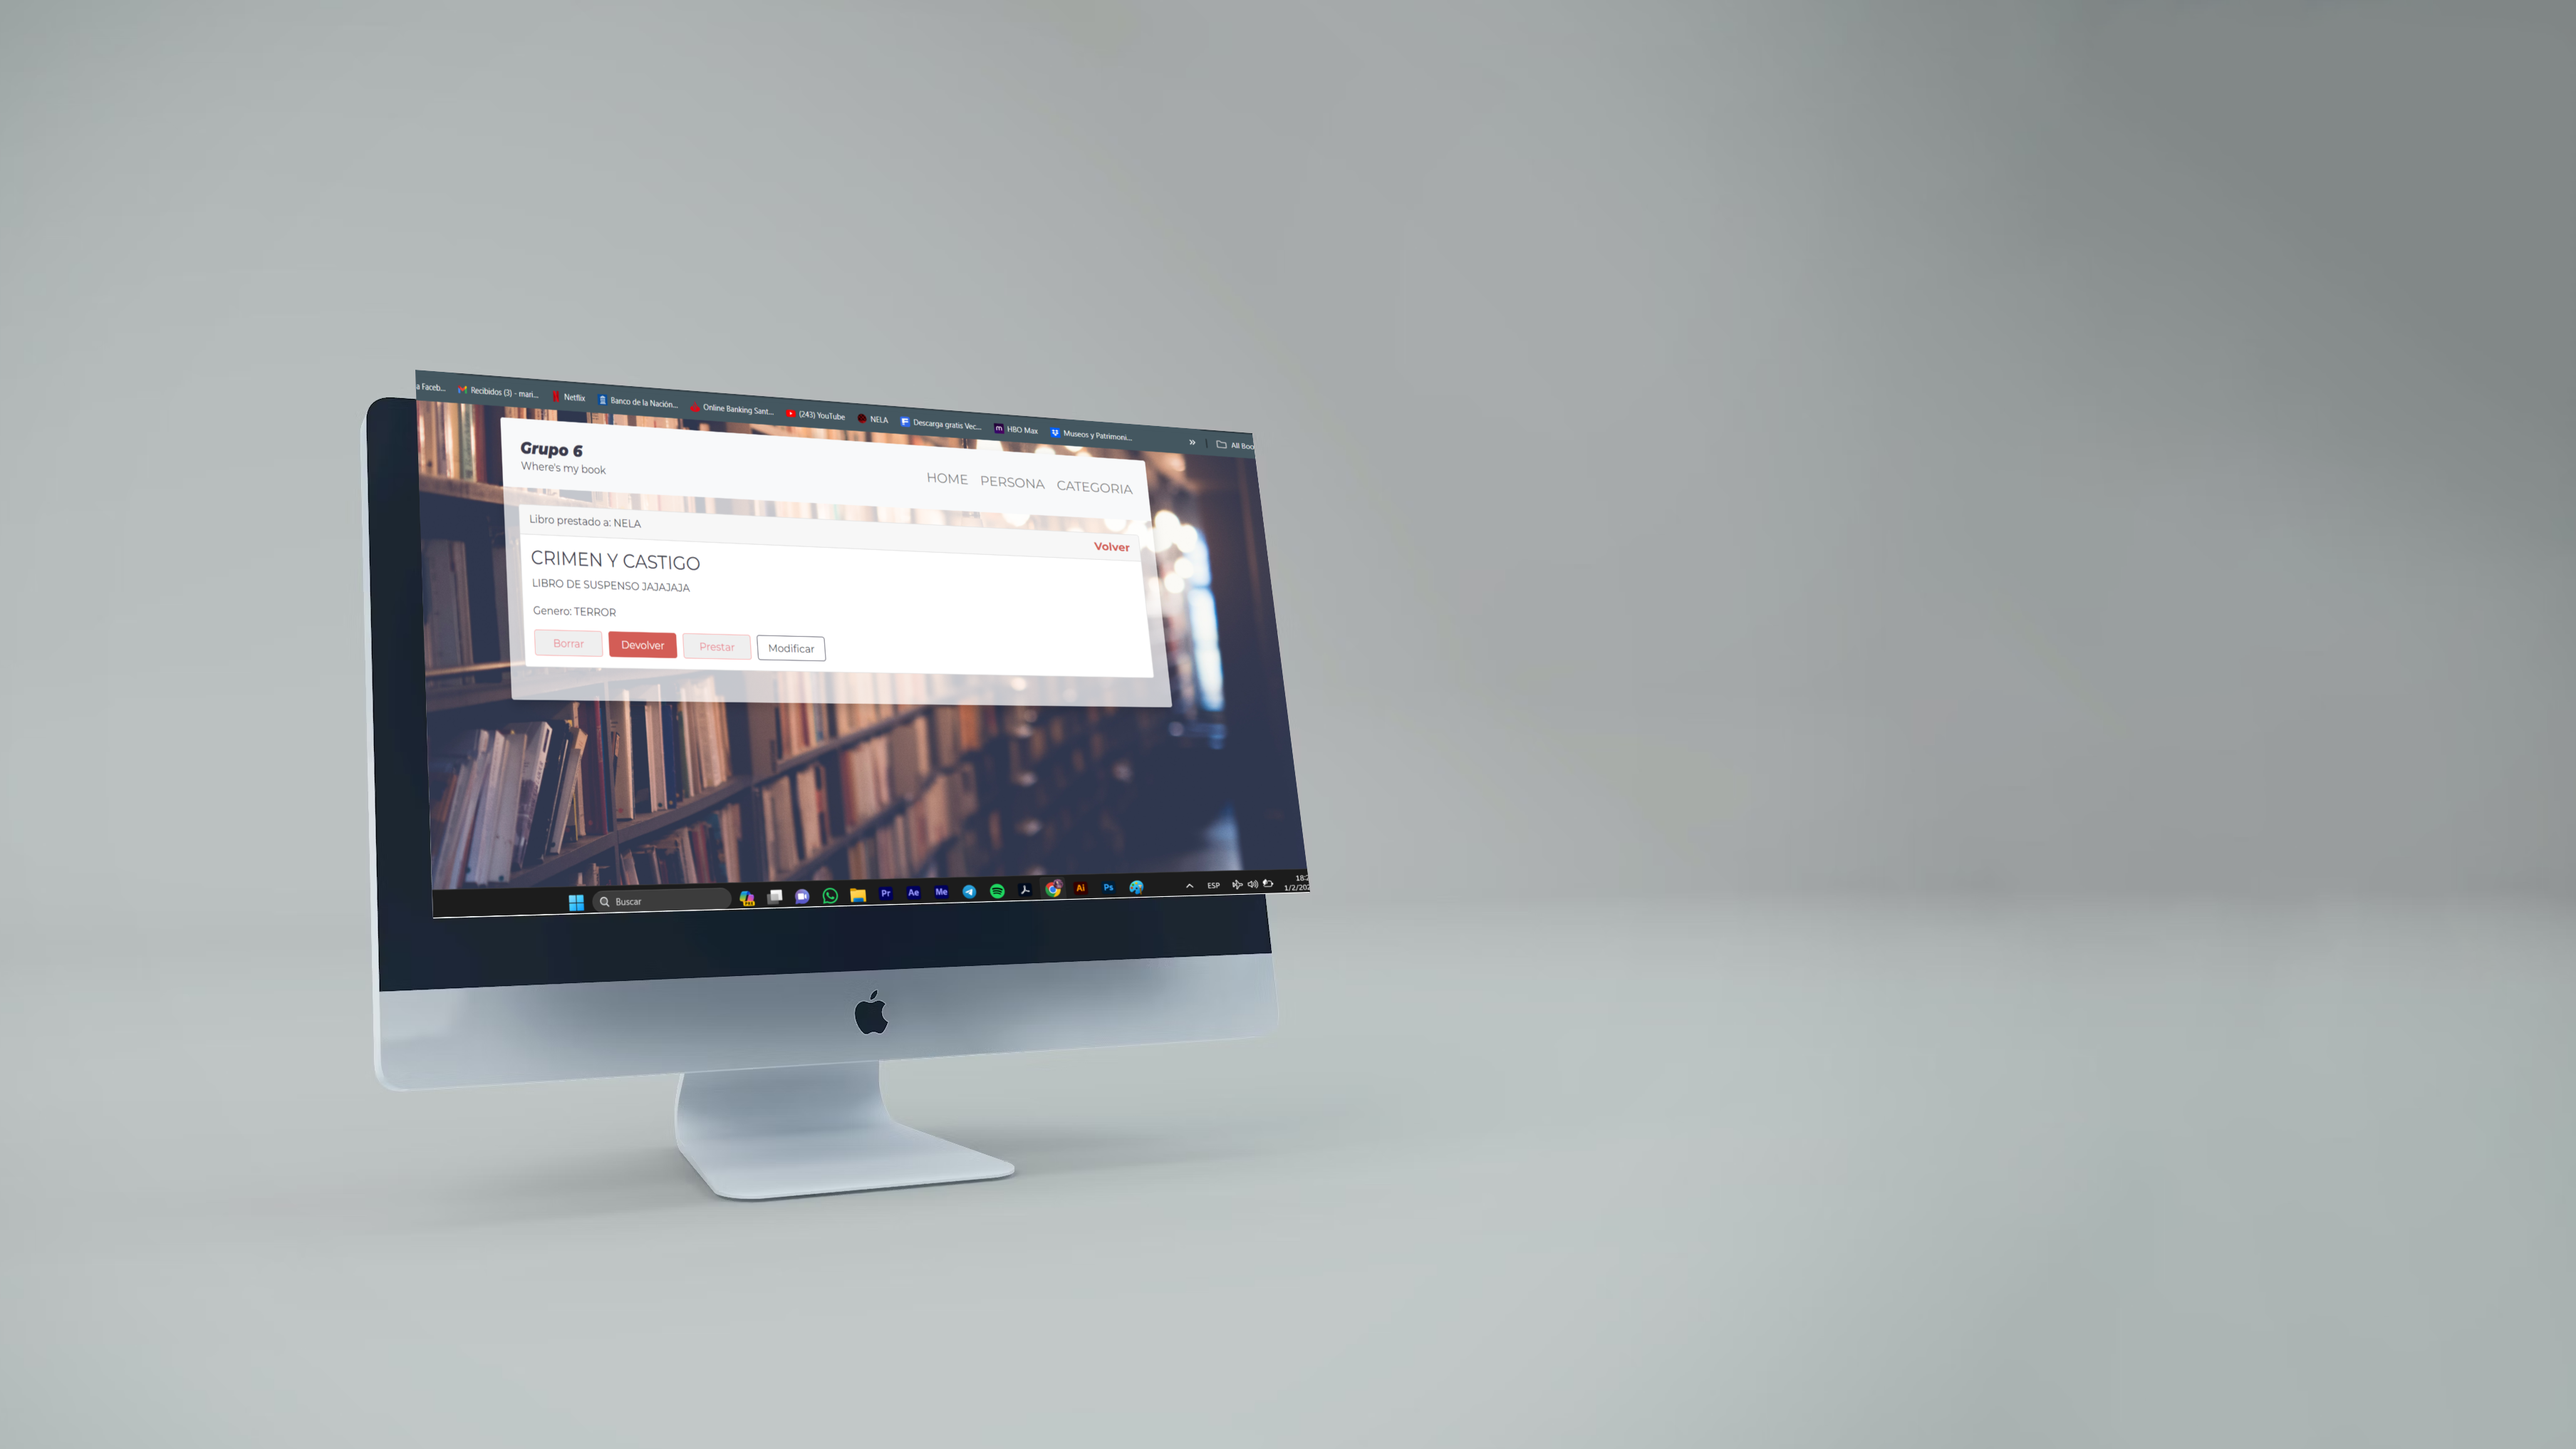 a Faceb... Recibidos (3) - mari... Netflix Banco de la Nación... Online Banking Sant... (243) YouTube NELA Descarga gratis Vec... HBO Max Museos y Patrimoni... » All Boo
Grupo 6
Where's my book
HOME PERSONA CATEGORIA
Libro prestado a: NELA
Volver
CRIMEN Y CASTIGO
LIBRO DE SUSPENSO JAJAJAJA
Genero: TERROR
Borrar Devolver Prestar Modificar
Buscar Pr Ae Me Ai Ps ESP
18:2
1/2/202